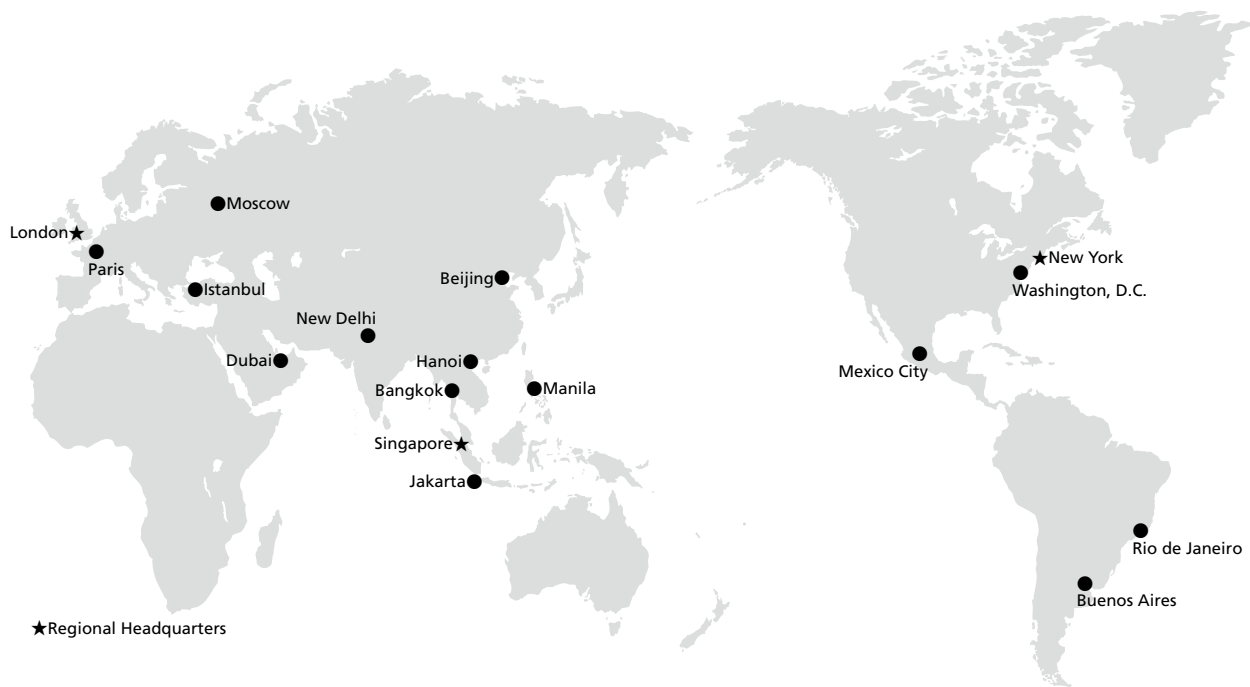 Moscow
London★
New York
Paris
Beijing
Istanbul
Washington, D.C.
New Delhi
Dubai
Hanoi
Mexico City
Bangkok
Manila
Singapore★
Jakarta
Rio de Janeiro
Buenos Aires
★Regional Headquarters